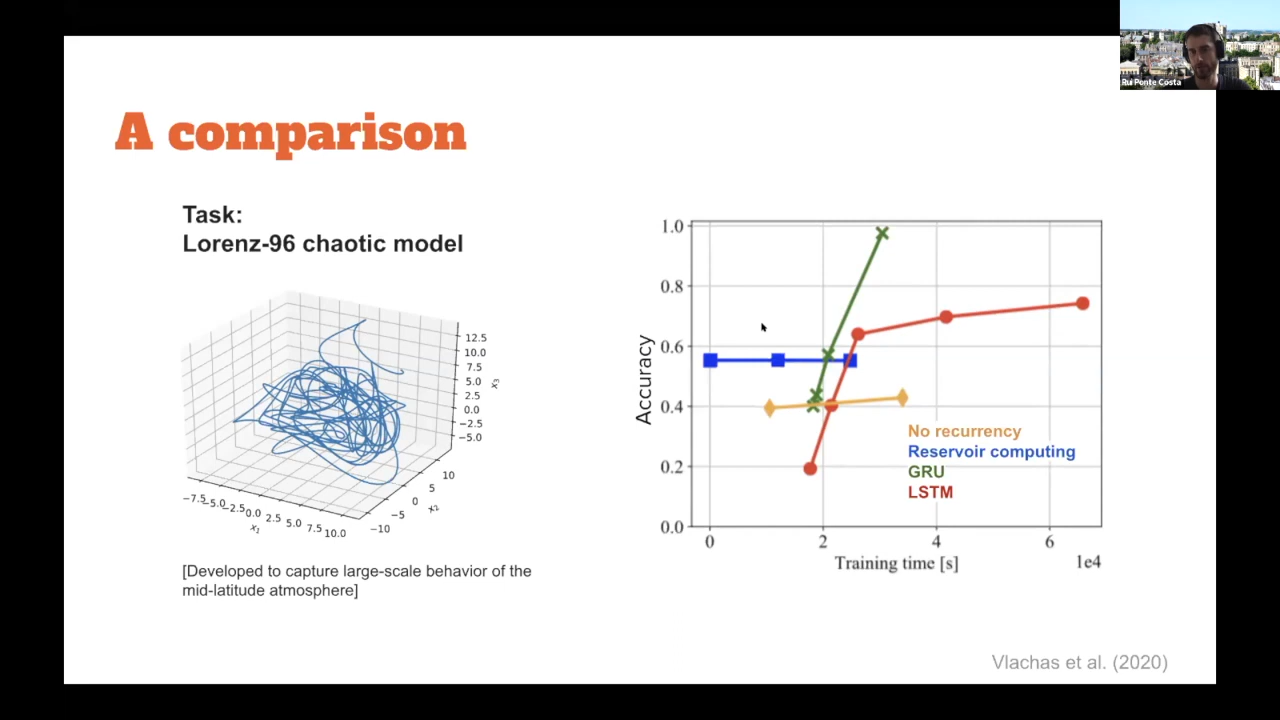 Rui Ponte Costa
A comparison
Task:
Lorenz-96 chaotic model
12.5
10.0
7.5
5.0
2.5
0.0
−2.5
−5.0
x3
−7.5
−5.0
−2.5
0.0
2.5
5.0
7.5
10.0
x1
−10
−5
0
5
10
x2
[Developed to capture large-scale behavior of the
mid-latitude atmosphere]
1.0
0.8
0.6
0.4
0.2
0.0
Accuracy
No recurrency
Reservoir computing
GRU
LSTM
0 2 4 6
Training time [s] 1e4
Vlachas et al. (2020)